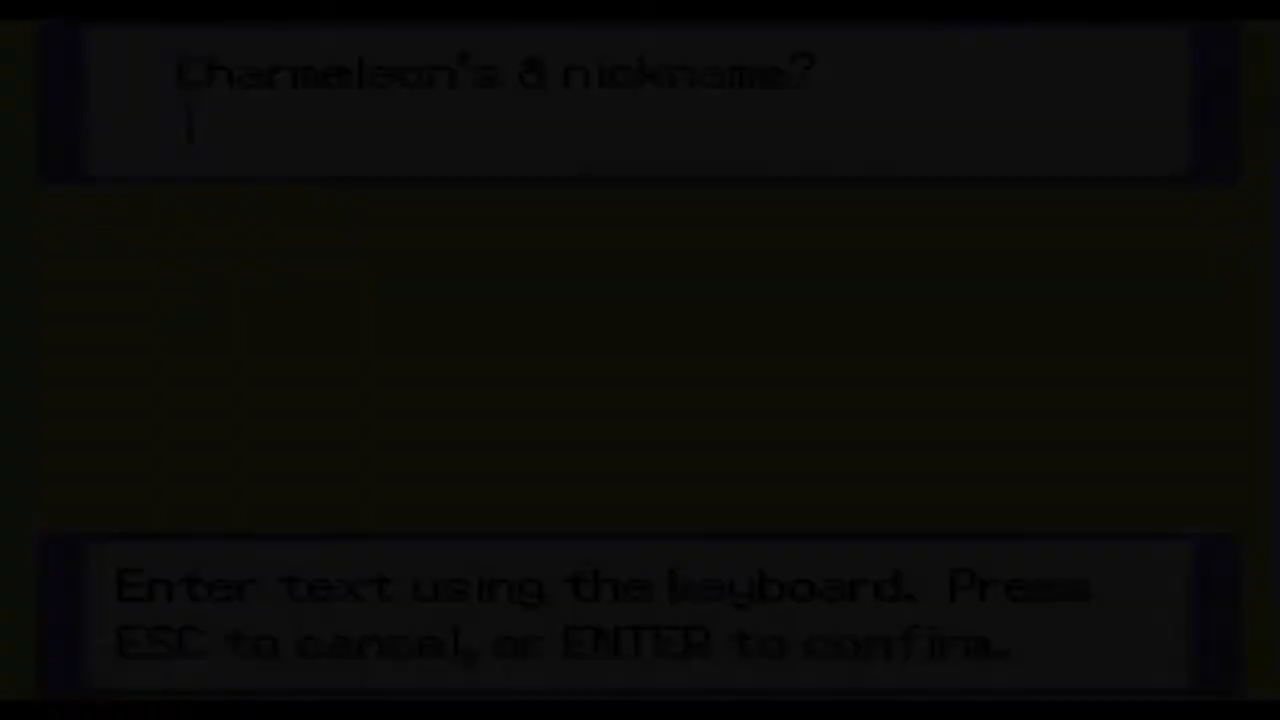 Charmeleon's a nickname?
Enter text using the keyboard. Press
ESC to cancel, or ENTER to confirm.